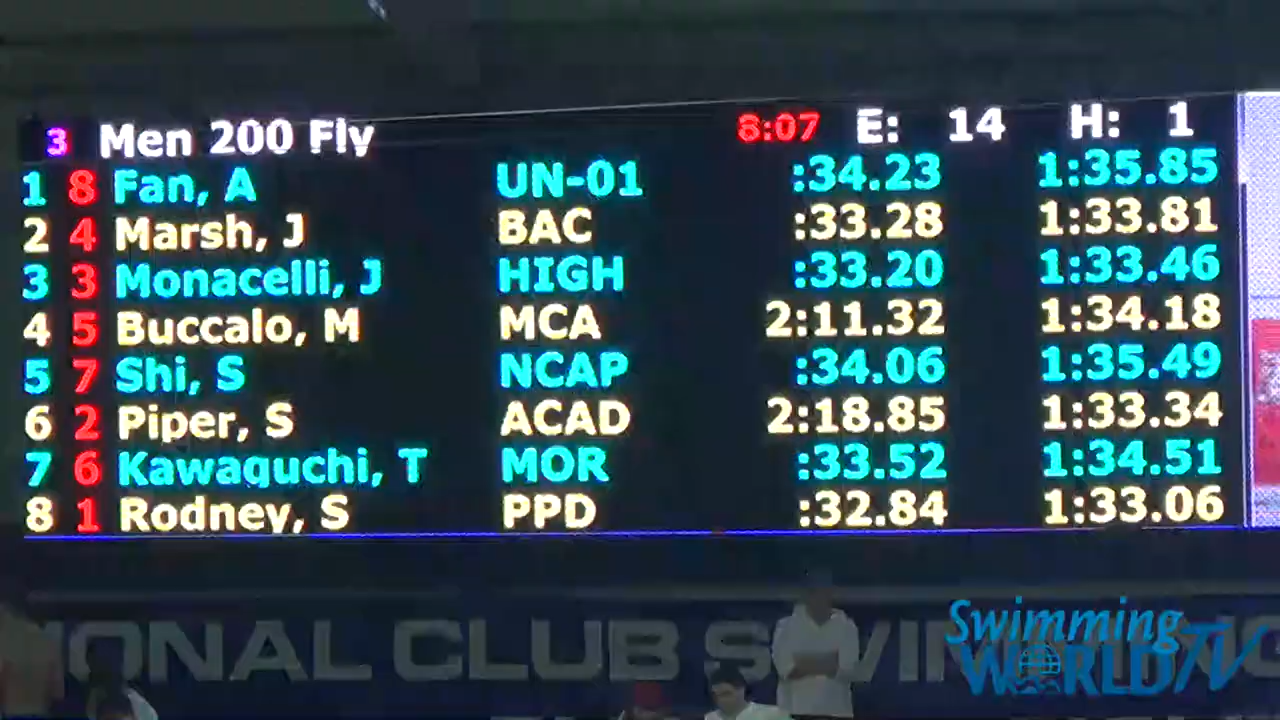 3 Men 200 Fly 8:07 E: 14 H: 1
1 8 Fan, A UN-01 :34.23 1:35.85
2 4 Marsh, J BAC :33.28 1:33.81
3 3 Monacelli, J HIGH :33.20 1:33.46
4 5 Buccalo, M MCA 2:11.32 1:34.18
5 7 Shi, S NCAP :34.06 1:35.49
6 2 Piper, S ACAD 2:18.85 1:33.34
7 6 Kawaguchi, T MOR :33.52 1:34.51
8 1 Rodney, S PPD :32.84 1:33.06
IONAL CLUB
Swimming
WORLD TV